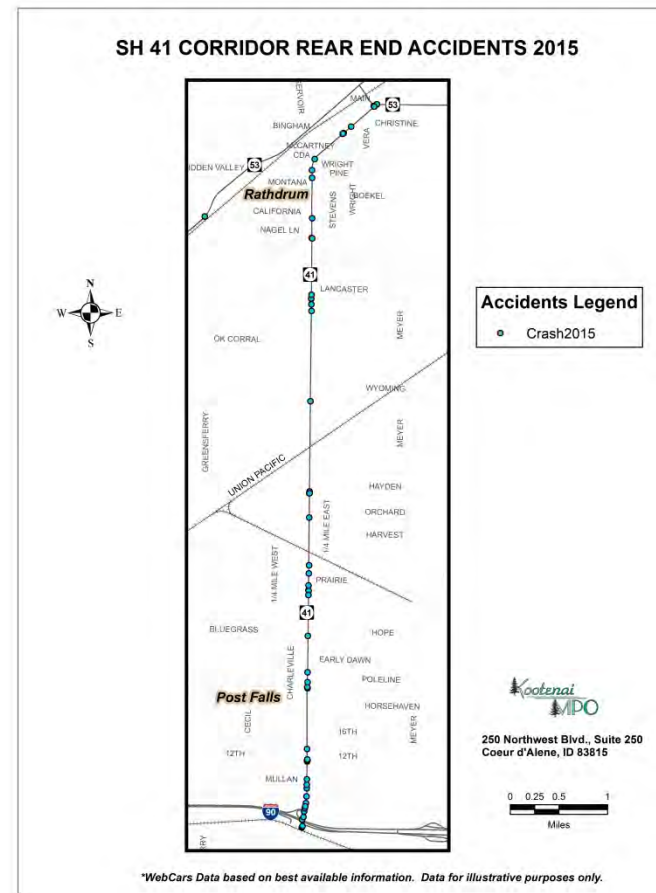 SH 41 CORRIDOR REAR END ACCIDENTS 2015
MAIN
53
BINGHAM
CHRISTINE
VERA
MCCARTNEY
CDA
53
IDDEN VALLEY
WRIGHT
PINE
MONTANA
Rathdrum
STEVENS
WRIGHT
BOEKEL
CALIFORNIA
NAGEL LN
41
N
W
E
S
LANCASTER
Accidents Legend
Crash2015
MEYER
OK CORRAL
WYOMING
GREENSFERRY
MEYER
UNION PACIFIC
HAYDEN
ORCHARD
1/4 MILE EAST
HARVEST
1/4 MILE WEST
PRAIRIE
41
BLUEGRASS
HOPE
CHARLEVILLE
EARLY DAWN
POLELINE
Post Falls
HORSEHAVEN
CECIL
MEYER
16TH
12TH
12TH
MULLAN
90
Kootenai
MPO
250 Northwest Blvd., Suite 250
Coeur d'Alene, ID 83815
0 0.25 0.5 1
Miles
*WebCars Data based on best available information. Data for illustrative purposes only.